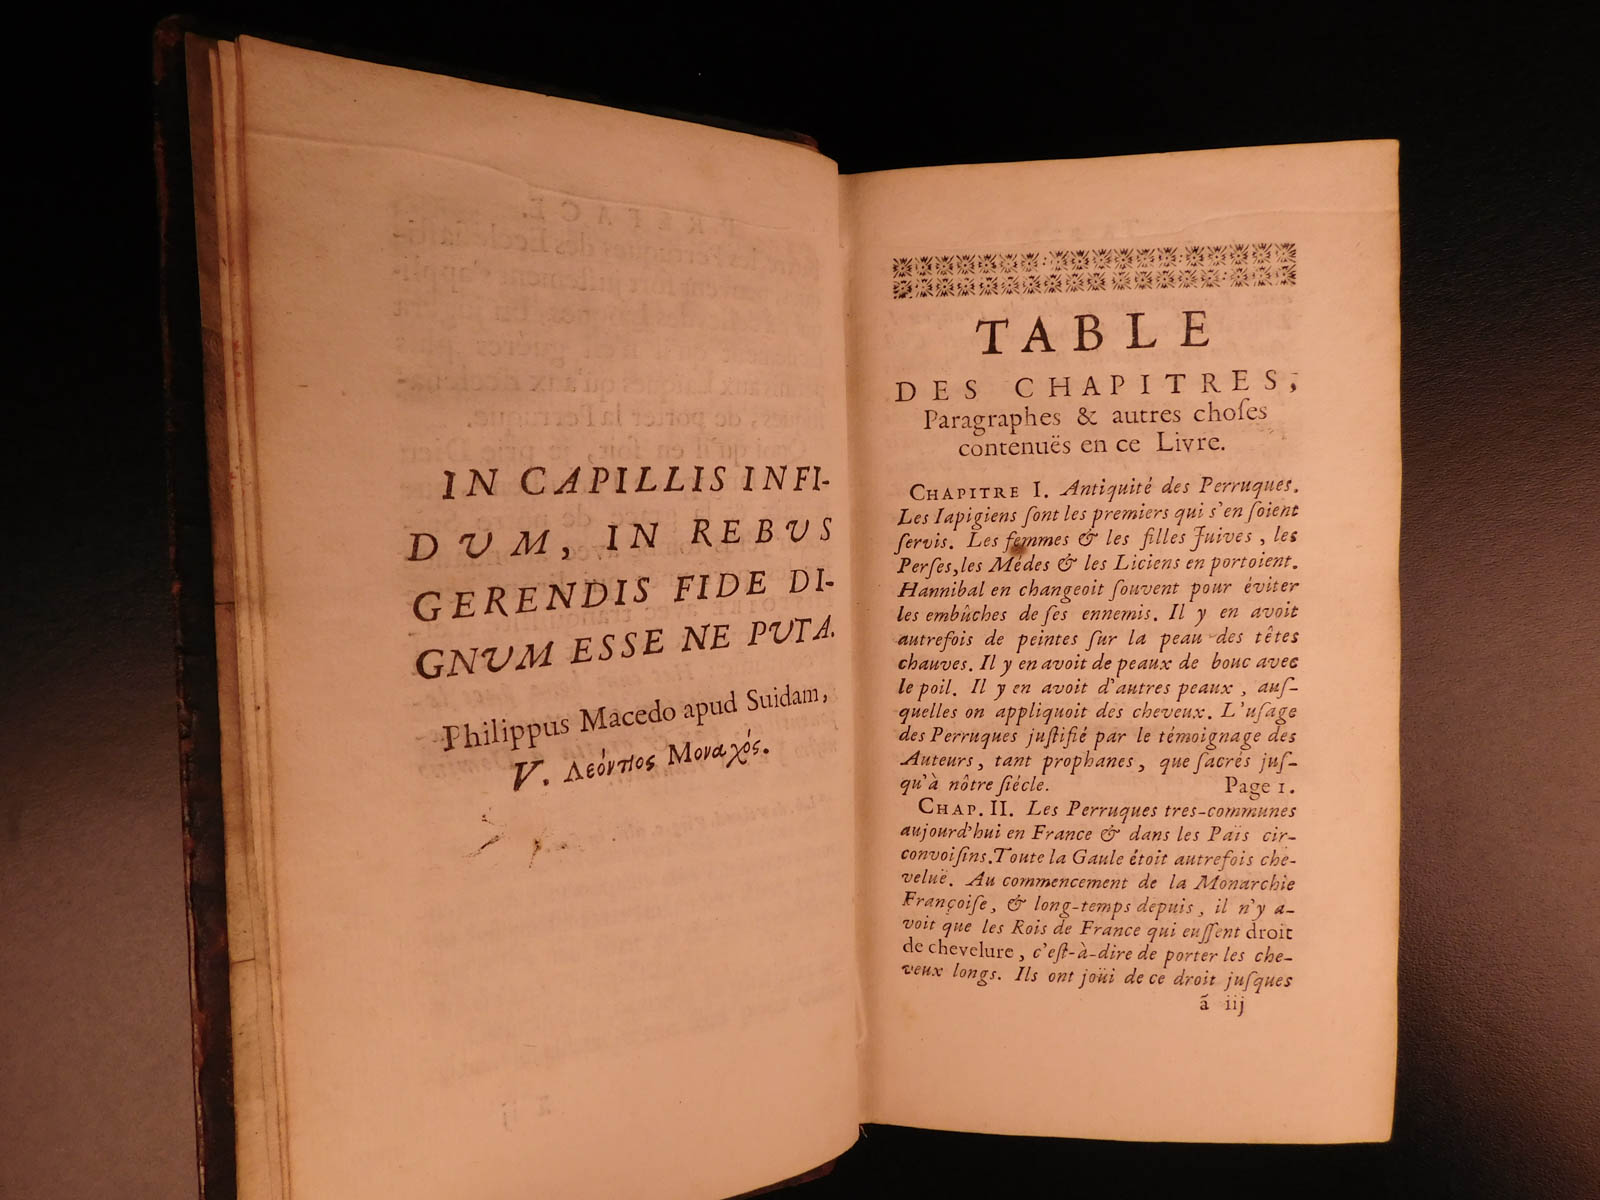 IN CAPILLIS INFI-
DVM, IN REBVS
GERENDIS FIDE DI-
GNVM ESSE NE PVTA.
Philippus Macedo apud Suidam,
V. Λεόντιος Μοναχός.
TABLE
DES CHAPITRES,
Paragraphes & autres choſes
contenuës en ce Livre.
CHAPITRE I. Antiquité des Perruques.
Les Iapigiens ſont les premiers qui s'en ſoient
ſervis. Les femmes & les filles Juives, les
Perſes, les Médes & les Liciens en portoient.
Hannibal en changeoit ſouvent pour éviter
les embûches de ſes ennemis. Il y en avoit
autrefois de peintes ſur la peau des têtes
chauves. Il y en avoit de peaux de bouc avec
le poil. Il y en avoit d'autres peaux, auſ-
quelles on appliquoit des cheveux. L'uſage
des Perruques juſtifié par le témoignage des
Auteurs, tant prophanes, que ſacrés juſ-
qu'à nôtre ſiécle. Page 1.
CHAP. II. Les Perruques tres-communes
aujourd'hui en France & dans les Païs cir-
convoiſins. Toute la Gaule étoit autrefois che-
veluë. Au commencement de la Monarchie
Françoiſe, & long-temps depuis, il n'y a-
voit que les Rois de France qui euſſent droit
de chevelure, c'eſt-à-dire de porter les che-
veux longs. Ils ont joüi de ce droit juſques
ã iij